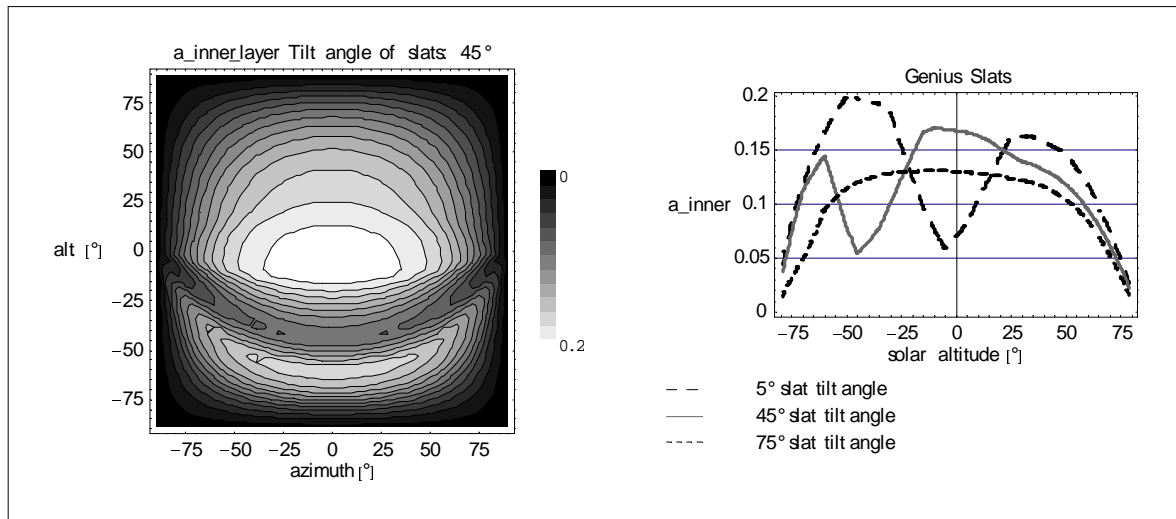 a_inner_layer Tilt angle of slats: 45°
75
50
25
0
−25
−50
−75
alt [°]
−75 −50 −25 0 25 50 75
azimuth [°]
0
0.2
Genius Slats
0.2
0.15
0.1
0.05
0
a_inner
−75 −50 −25 0 25 50 75
solar altitude [°]
5° slat tilt angle
45° slat tilt angle
75° slat tilt angle